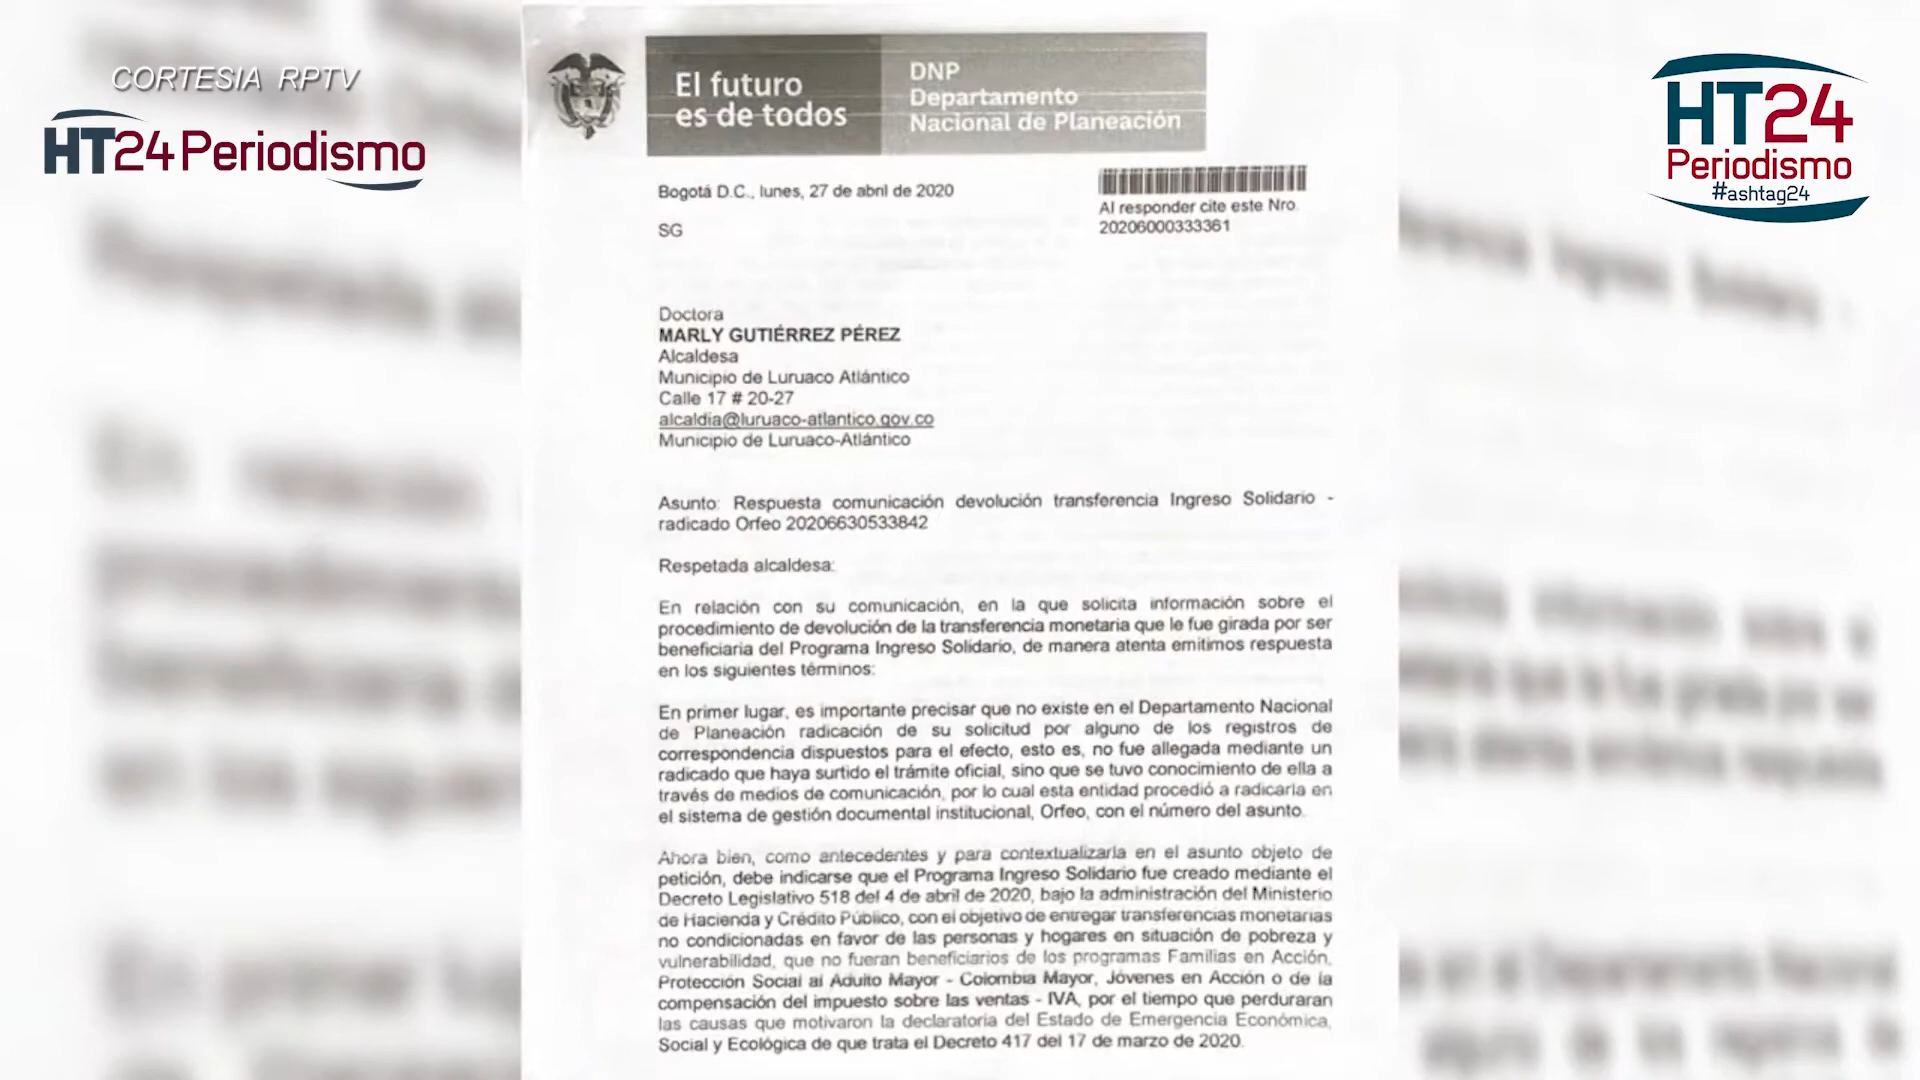 CORTESIA RPTV
HT24 Periodismo
HT24
Periodismo
#ashtag24
El futuro
es de todos
DNP
Departamento
Nacional de Planeación
Bogotá D.C., lunes, 27 de abril de 2020
Al responder cite este Nro.
20206000333361
SG
Doctora
MARLY GUTIÉRREZ PÉREZ
Alcaldesa
Municipio de Luruaco Atlántico
Calle 17 # 20-27
alcaldia@luruaco-atlantico.gov.co
Municipio de Luruaco-Atlántico
Asunto: Respuesta comunicación devolución transferencia Ingreso Solidario -
radicado Orfeo 20206630533842
Respetada alcaldesa:
En relación con su comunicación, en la que solicita información sobre el
procedimiento de devolución de la transferencia monetaria que le fue girada por ser
beneficiaria del Programa Ingreso Solidario, de manera atenta emitimos respuesta
en los siguientes términos:
En primer lugar, es importante precisar que no existe en el Departamento Nacional
de Planeación radicación de su solicitud por alguno de los registros de
correspondencia dispuestos para el efecto, esto es, no fue allegada mediante un
radicado que haya surtido el trámite oficial, sino que se tuvo conocimiento de ella a
través de medios de comunicación, por lo cual esta entidad procedió a radicarla en
el sistema de gestión documental institucional, Orfeo, con el número del asunto.
Ahora bien, como antecedentes y para contextualizarla en el asunto objeto de
petición, debe indicarse que el Programa Ingreso Solidario fue creado mediante el
Decreto Legislativo 518 del 4 de abril de 2020, bajo la administración del Ministerio
de Hacienda y Crédito Público, con el objetivo de entregar transferencias monetarias
no condicionadas en favor de las personas y hogares en situación de pobreza y
vulnerabilidad, que no fueran beneficiarios de los programas Familias en Acción,
Protección Social al Adulto Mayor - Colombia Mayor, Jóvenes en Acción o de la
compensación del impuesto sobre las ventas - IVA, por el tiempo que perduraran
las causas que motivaron la declaratoria del Estado de Emergencia Económica,
Social y Ecológica de que trata el Decreto 417 del 17 de marzo de 2020.